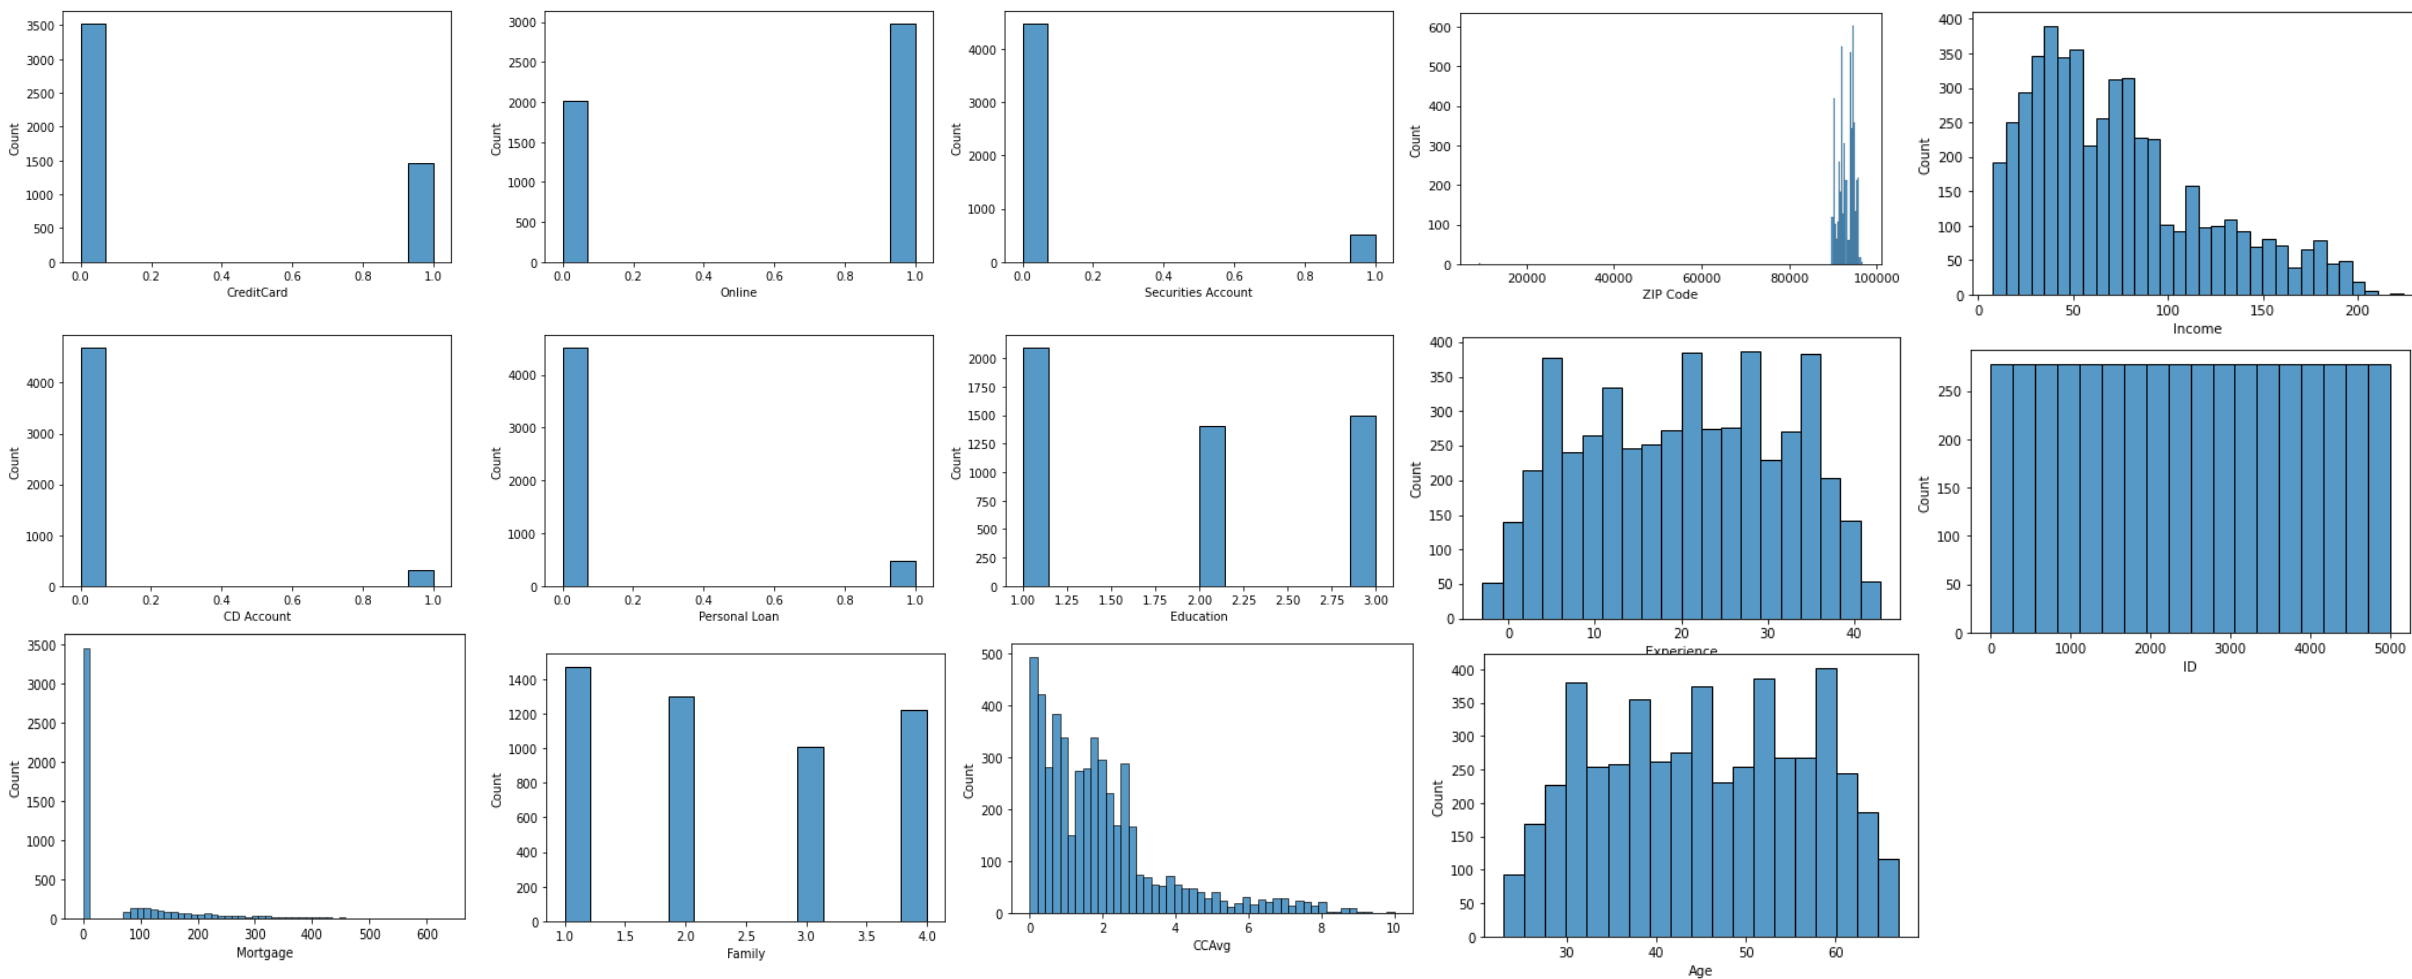 3500
3000
2500
2000
1500
1000
500
0
Count
0.0 0.2 0.4 0.6 0.8 1.0
CreditCard
3000
2500
2000
1500
1000
500
0
Count
0.0 0.2 0.4 0.6 0.8 1.0
Online
4000
3000
2000
1000
0
Count
0.0 0.2 0.4 0.6 0.8 1.0
Securities Account
600
500
400
300
200
100
0
Count
20000 40000 60000 80000 100000
ZIP Code
400
350
300
250
200
150
100
50
0
Count
0 50 100 150 200
Income
4000
3000
2000
1000
0
Count
0.0 0.2 0.4 0.6 0.8 1.0
CD Account
4000
3000
2000
1000
0
Count
0.0 0.2 0.4 0.6 0.8 1.0
Personal Loan
2000
1750
1500
1250
1000
750
500
250
0
Count
1.00 1.25 1.50 1.75 2.00 2.25 2.50 2.75 3.00
Education
400
350
300
250
200
150
100
50
0
Count
0 10 20 30 40
Experience
250
200
150
100
50
0
Count
0 1000 2000 3000 4000 5000
ID
3500
3000
2500
2000
1500
1000
500
0
Count
0 100 200 300 400 500 600
Mortgage
1400
1200
1000
800
600
400
200
0
Count
1.0 1.5 2.0 2.5 3.0 3.5 4.0
Family
500
400
300
200
100
0
Count
0 2 4 6 8 10
CCAvg
400
350
300
250
200
150
100
50
0
Count
30 40 50 60
Age